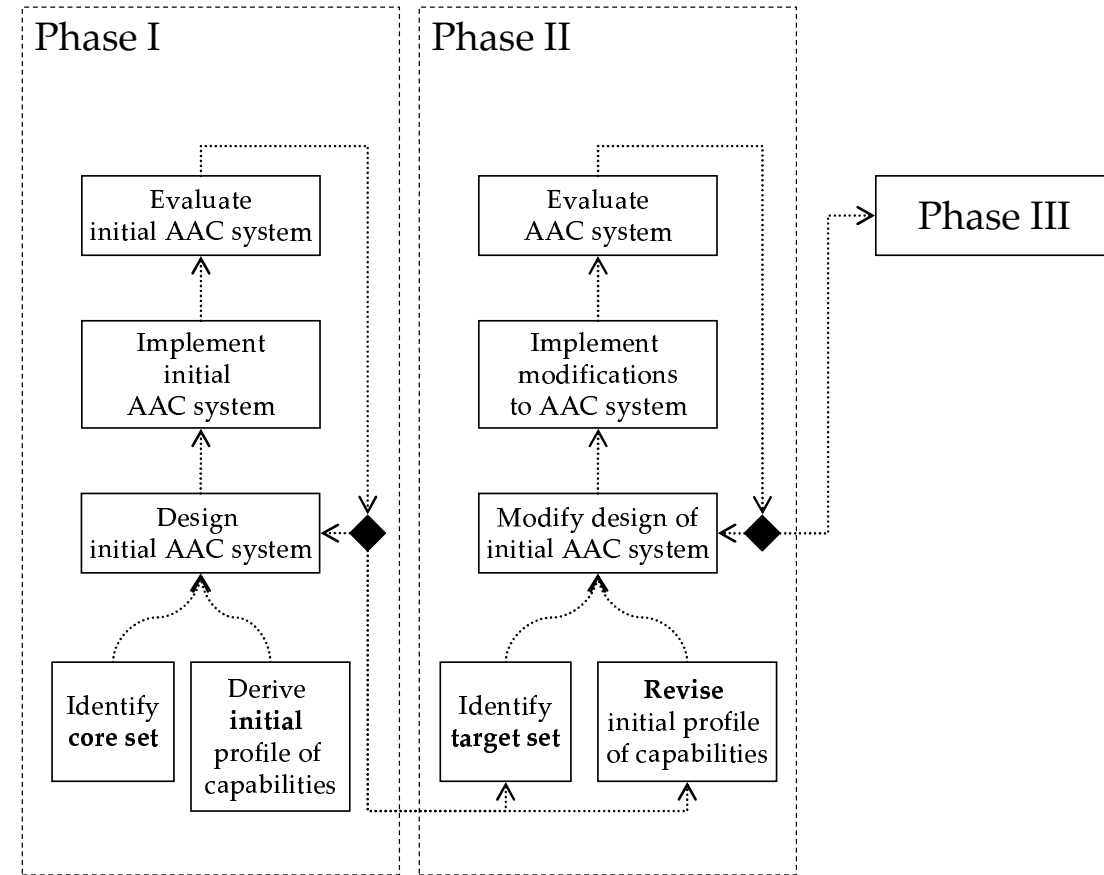 Phase I
Evaluate
initial AAC system
Implement
initial
AAC system
Design
initial AAC system
Identify
core set
Derive
initial
profile of
capabilities
Phase II
Evaluate
AAC system
Implement
modifications
to AAC system
Modify design of
initial AAC system
Identify
target set
Revise
initial profile
of capabilities
Phase III